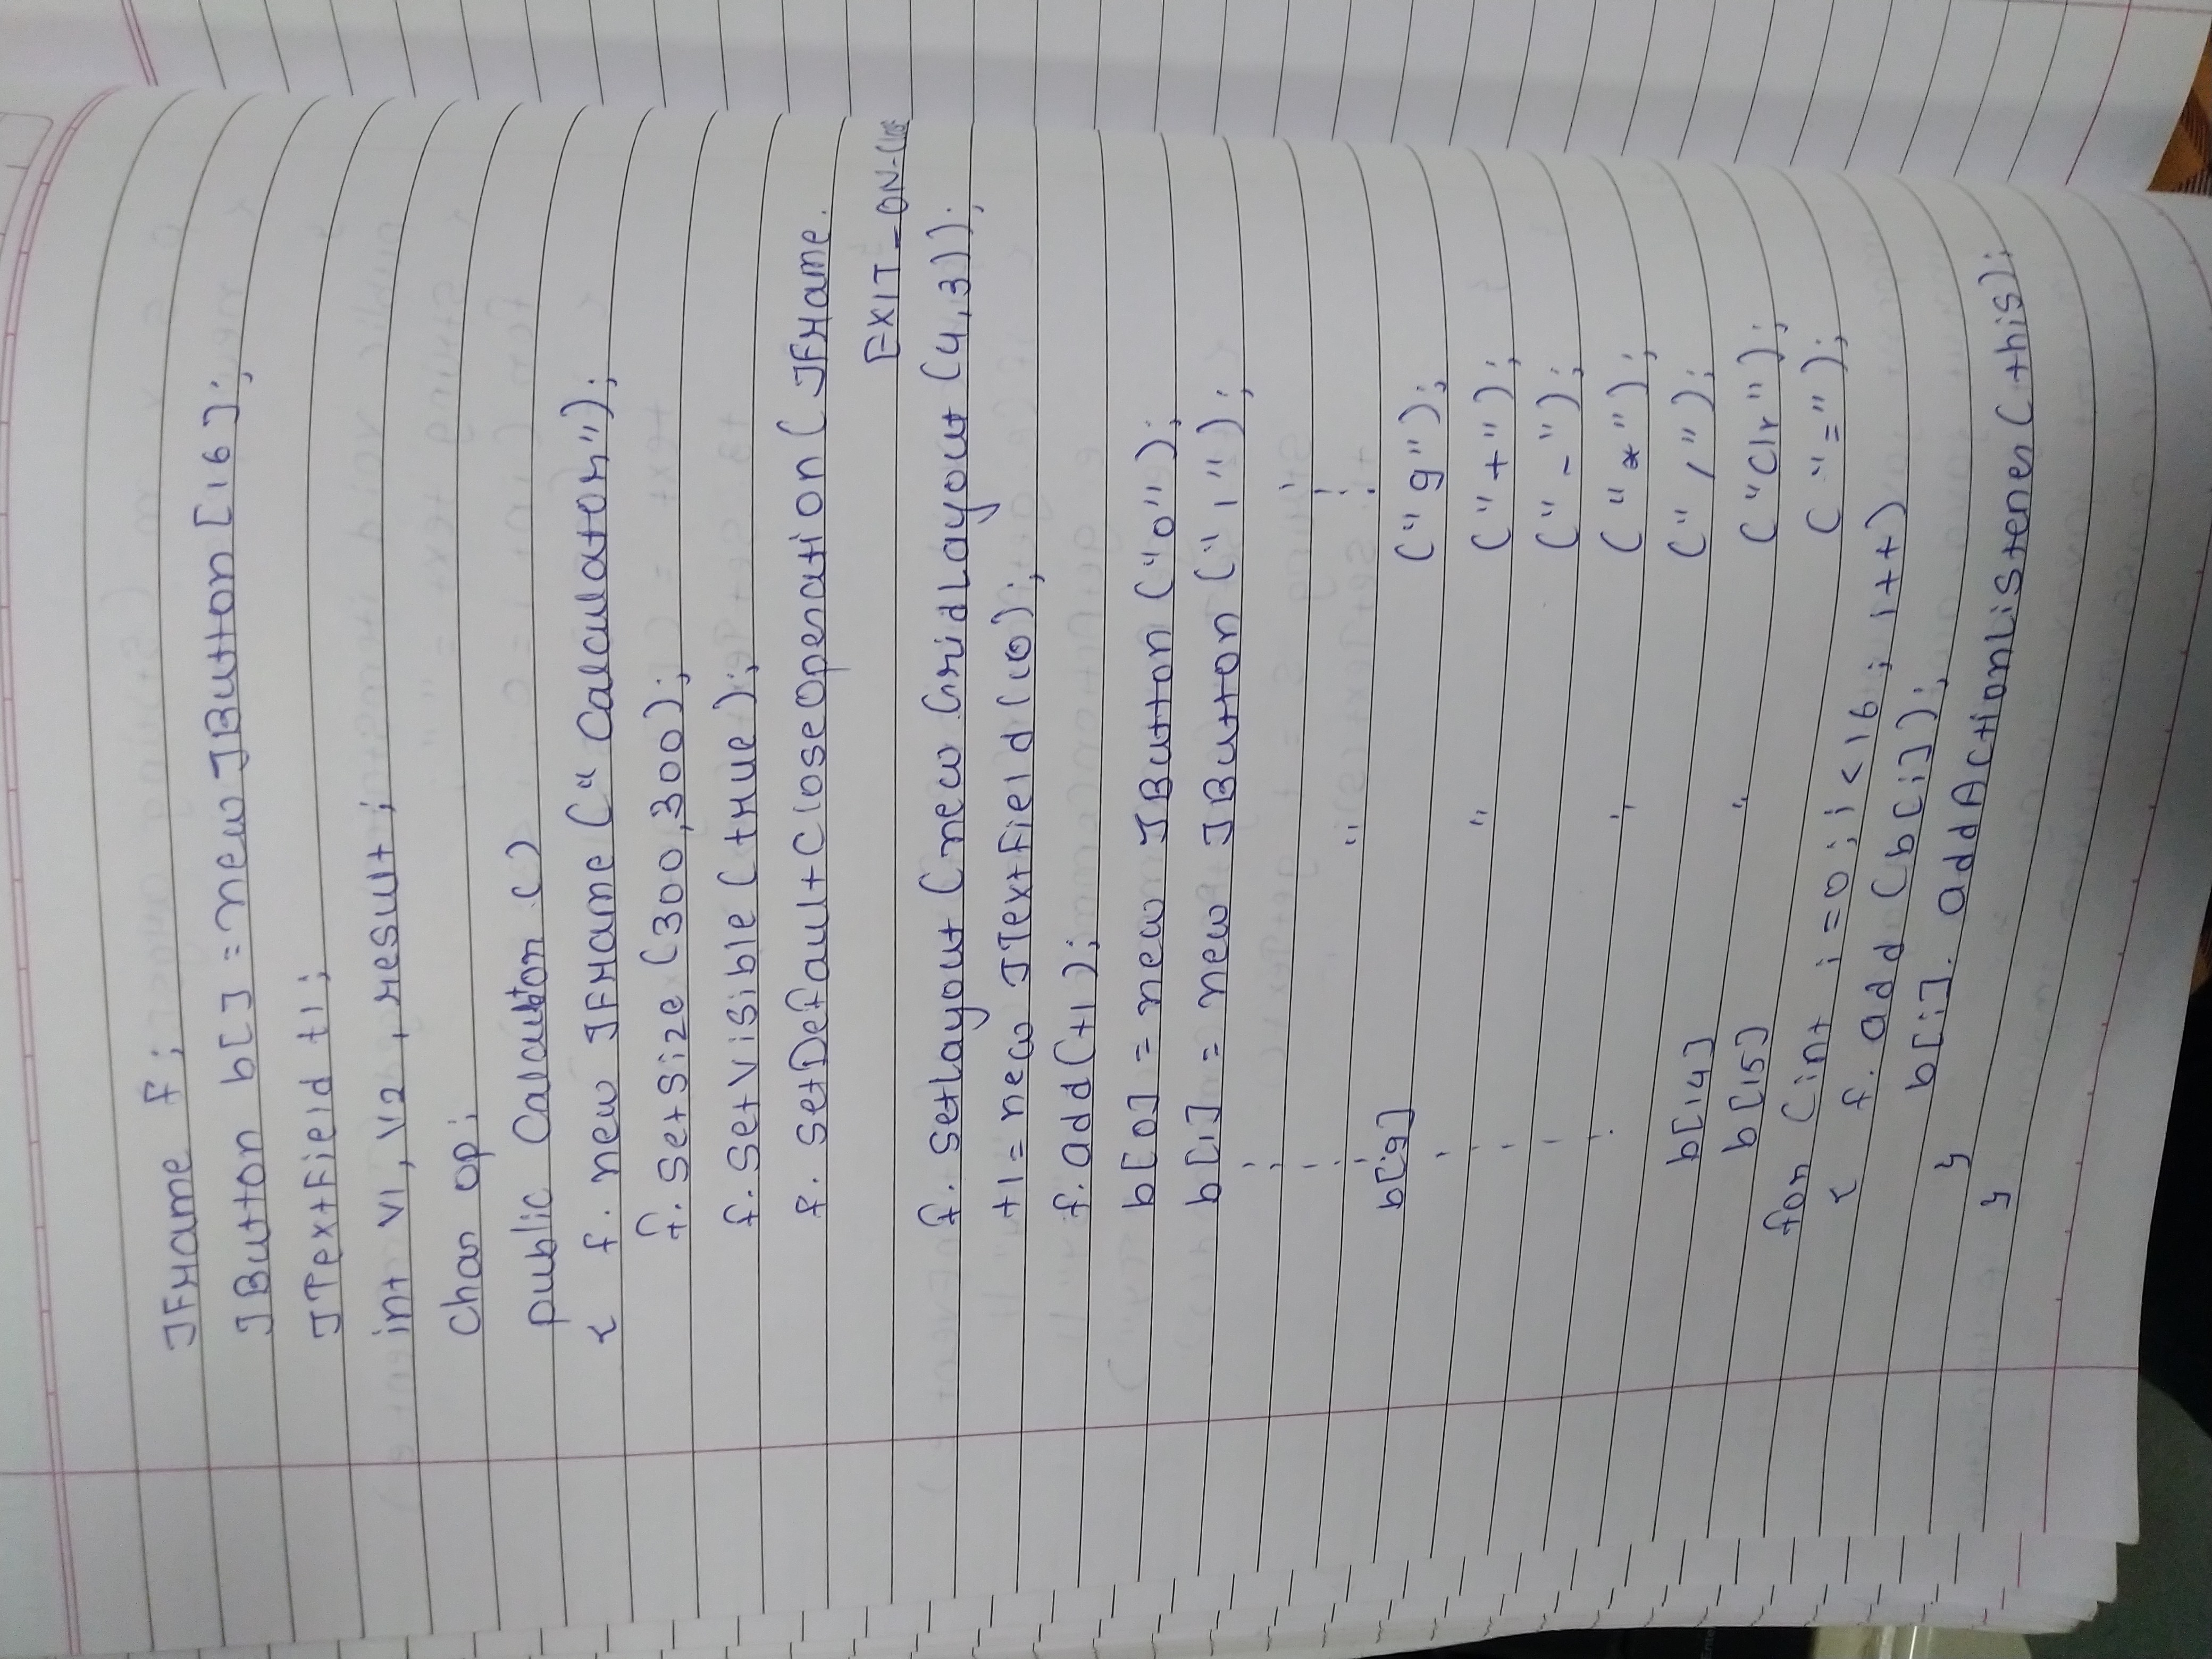 JFrame f;
JButton b[] = new JButton [16];
JTextField t1;
int v1, v2, result;
Char op;
public Calcuator ()
{ f. new JFrame ("Calculator");
f. SetSize (300,300);
f. SetVisible (true);
f. SetDefaultCloseOperation (JFrame.
EXIT_ON-Close
f. SetLayout (new GridLayout (4,3));
t1 = new JTextField (10);
f. add (t1);
b[0] = new JButton ("0");
b[1] = new JButton ("1");
"
b[9] ("9");
" ("+");
("-");
" ("*");
b[14] ("/");
b[15] " ("Clr");
("=");
for (int i=0; i<16; i++)
{ f. add (b[i]);
b[i]. addActionListener (this);
}
}